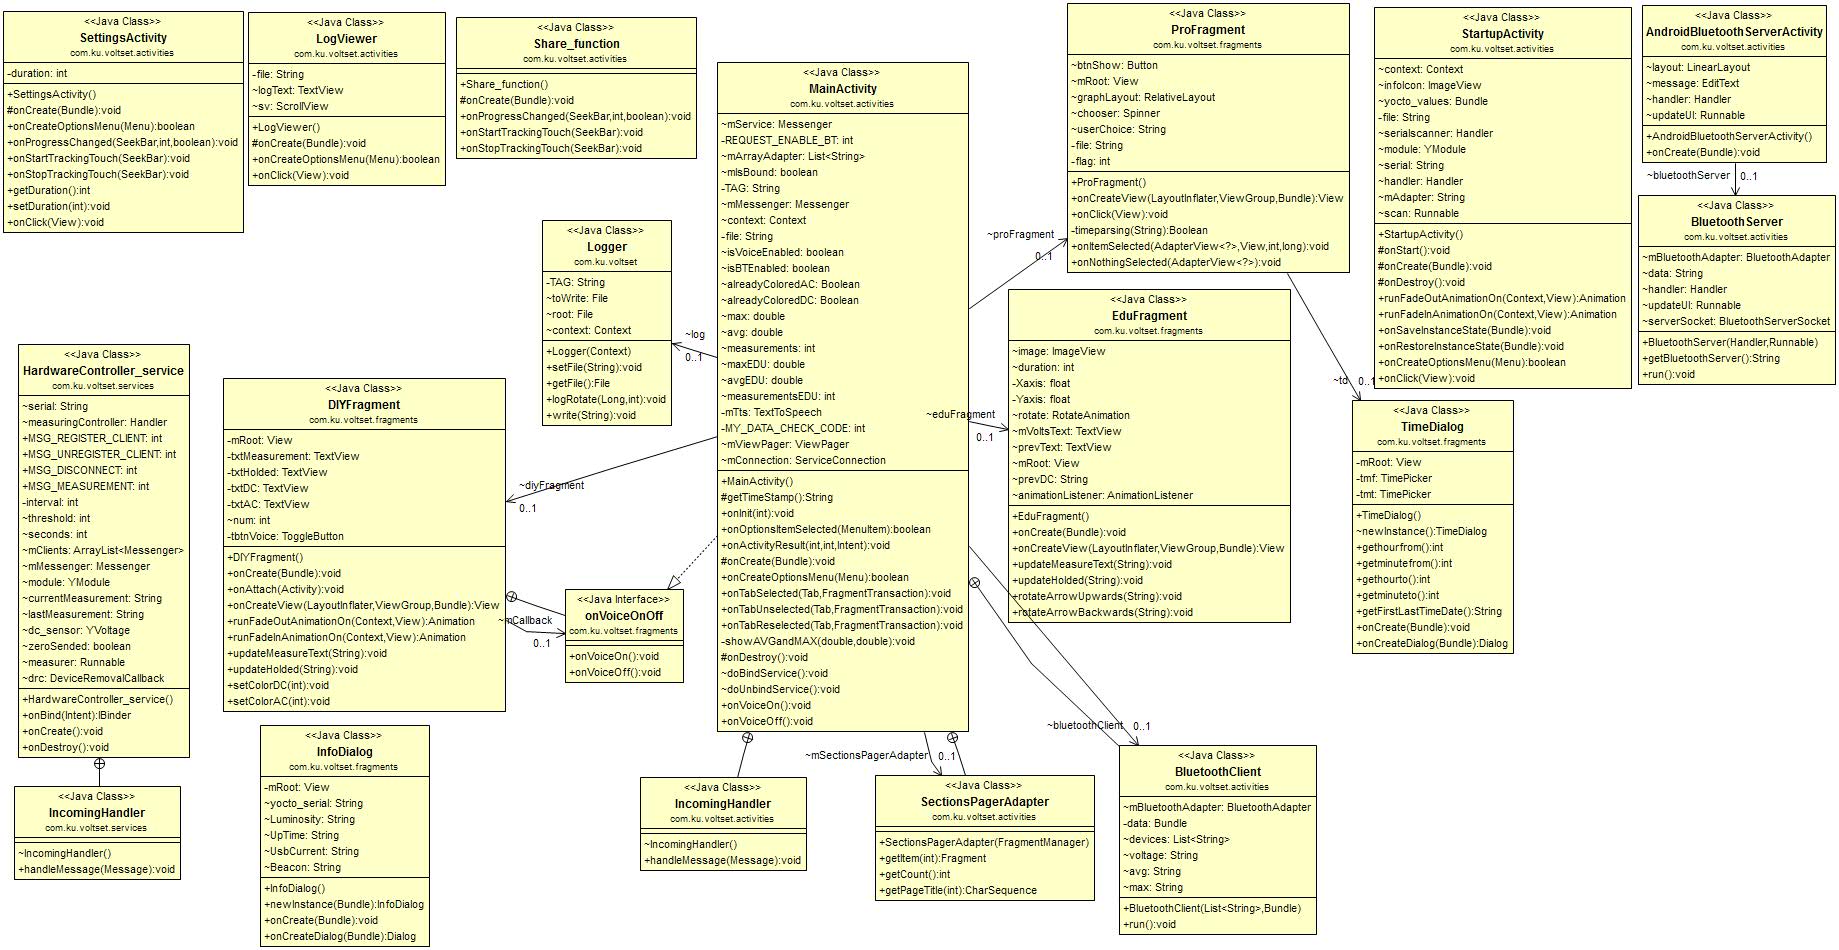 <<Java Class>>
SettingsActivity
com.ku.voltset.activities
-duration: int
+SettingsActivity()
#onCreate(Bundle):void
+onCreateOptionsMenu(Menu):boolean
+onProgressChanged(SeekBar,int,boolean):void
+onStartTrackingTouch(SeekBar):void
+onStopTrackingTouch(SeekBar):void
+getDuration():int
+setDuration(int):void
+onClick(View):void
<<Java Class>>
LogViewer
com.ku.voltset.activities
-file: String
~logText: TextView
~sv: ScrollView
+LogViewer()
#onCreate(Bundle):void
+onCreateOptionsMenu(Menu):boolean
+onClick(View):void
<<Java Class>>
Share_function
com.ku.voltset.activities
+Share_function()
#onCreate(Bundle):void
+onProgressChanged(SeekBar,int,boolean):void
+onStartTrackingTouch(SeekBar):void
+onStopTrackingTouch(SeekBar):void
<<Java Class>>
MainActivity
com.ku.voltset.activities
~mService: Messenger
-REQUEST_ENABLE_BT: int
~mArrayAdapter: List<String>
~mIsBound: boolean
-TAG: String
~mMessenger: Messenger
~context: Context
-file: String
~isVoiceEnabled: boolean
~isBTEnabled: boolean
~alreadyColoredAC: Boolean
~alreadyColoredDC: Boolean
~max: double
~avg: double
~measurements: int
~maxEDU: double
~avgEDU: double
~measurementsEDU: int
-mTts: TextToSpeech
-MY_DATA_CHECK_CODE: int
~mViewPager: ViewPager
~mConnection: ServiceConnection
+MainActivity()
#getTimeStamp():String
+onInit(int):void
+onOptionsItemSelected(MenuItem):boolean
+onActivityResult(int,int,Intent):void
#onCreate(Bundle):void
+onCreateOptionsMenu(Menu):boolean
+onTabSelected(Tab,FragmentTransaction):void
+onTabUnselected(Tab,FragmentTransaction):void
+onTabReselected(Tab,FragmentTransaction):void
-showAVGandMAX(double,double):void
#onDestroy():void
~doBindService():void
~doUnbindService():void
+onVoiceOn():void
+onVoiceOff():void
<<Java Class>>
ProFragment
com.ku.voltset.fragments
~btnShow: Button
~mRoot: View
~graphLayout: RelativeLayout
~chooser: Spinner
~userChoice: String
-file: String
-flag: int
+ProFragment()
+onCreateView(LayoutInflater,ViewGroup,Bundle):View
+onClick(View):void
-timeparsing(String):Boolean
+onItemSelected(AdapterView<?>,View,int,long):void
+onNothingSelected(AdapterView<?>):void
<<Java Class>>
StartupActivity
com.ku.voltset.activities
~context: Context
~infoIcon: ImageView
~yocto_values: Bundle
-file: String
~serialscanner: Handler
~module: YModule
~serial: String
~handler: Handler
~mAdapter: String
~scan: Runnable
+StartupActivity()
#onStart():void
#onCreate(Bundle):void
#onDestroy():void
+runFadeOutAnimationOn(Context,View):Animation
+runFadeInAnimationOn(Context,View):Animation
+onSaveInstanceState(Bundle):void
+onRestoreInstanceState(Bundle):void
+onCreateOptionsMenu(Menu):boolean
+onClick(View):void
<<Java Class>>
AndroidBluetoothServerActivity
com.ku.voltset.activities
~layout: LinearLayout
~message: EditText
~handler: Handler
~updateUI: Runnable
+AndroidBluetoothServerActivity()
+onCreate(Bundle):void
~bluetoothServer
0..1
<<Java Class>>
BluetoothServer
com.ku.voltset.activities
~mBluetoothAdapter: BluetoothAdapter
~data: String
~handler: Handler
~updateUI: Runnable
~serverSocket: BluetoothServerSocket
+BluetoothServer(Handler,Runnable)
+getBluetoothServer():String
+run():void
<<Java Class>>
Logger
com.ku.voltset
-TAG: String
~toWrite: File
~root: File
~context: Context
+Logger(Context)
+setFile(String):void
+getFile():File
+logRotate(Long,int):void
+write(String):void
~log
0..1
~proFragment
0..1
~eduFragment
0..1
<<Java Class>>
EduFragment
com.ku.voltset.fragments
~image: ImageView
~duration: int
-Xaxis: float
-Yaxis: float
~rotate: RotateAnimation
~mVoltsText: TextView
~prevText: TextView
~mRoot: View
~prevDC: String
~animationListener: AnimationListener
+EduFragment()
+onCreate(Bundle):void
+onCreateView(LayoutInflater,ViewGroup,Bundle):View
+updateMeasureText(String):void
+updateHolded(String):void
+rotateArrowUpwards(String):void
+rotateArrowBackwards(String):void
~td
0..1
<<Java Class>>
TimeDialog
com.ku.voltset.fragments
-mRoot: View
-tmf: TimePicker
-tmt: TimePicker
+TimeDialog()
~newInstance():TimeDialog
+gethourfrom():int
+getminutefrom():int
+gethourto():int
+getminuteto():int
+getFirstLastTimeDate():String
+onCreate(Bundle):void
+onCreateDialog(Bundle):Dialog
<<Java Class>>
HardwareController_service
com.ku.voltset.services
~serial: String
~measuringController: Handler
+MSG_REGISTER_CLIENT: int
+MSG_UNREGISTER_CLIENT: int
+MSG_DISCONNECT: int
+MSG_MEASUREMENT: int
-interval: int
~threshold: int
~seconds: int
~mClients: ArrayList<Messenger>
~mMessenger: Messenger
~module: YModule
~currentMeasurement: String
~lastMeasurement: String
~dc_sensor: YVoltage
~zeroSended: boolean
~measurer: Runnable
~drc: DeviceRemovalCallback
+HardwareController_service()
+onBind(Intent):IBinder
+onCreate():void
+onDestroy():void
<<Java Class>>
IncomingHandler
com.ku.voltset.services
~IncomingHandler()
+handleMessage(Message):void
<<Java Class>>
DIYFragment
com.ku.voltset.fragments
-mRoot: View
-txtMeasurement: TextView
-txtHolded: TextView
-txtDC: TextView
-txtAC: TextView
~num: int
-tbtnVoice: ToggleButton
+DIYFragment()
+onCreate(Bundle):void
+onAttach(Activity):void
+onCreateView(LayoutInflater,ViewGroup,Bundle):View
+runFadeOutAnimationOn(Context,View):Animation
+runFadeInAnimationOn(Context,View):Animation
+updateMeasureText(String):void
+updateHolded(String):void
+setColorDC(int):void
+setColorAC(int):void
~diyFragment
0..1
~mCallback
0..1
<<Java Interface>>
onVoiceOnOff
com.ku.voltset.fragments
+onVoiceOn():void
+onVoiceOff():void
<<Java Class>>
InfoDialog
com.ku.voltset.fragments
-mRoot: View
~yocto_serial: String
~Luminosity: String
~UpTime: String
~UsbCurrent: String
~Beacon: String
+InfoDialog()
+newInstance(Bundle):InfoDialog
+onCreate(Bundle):void
+onCreateDialog(Bundle):Dialog
<<Java Class>>
IncomingHandler
com.ku.voltset.activities
~IncomingHandler()
+handleMessage(Message):void
~mSectionsPagerAdapter
0..1
<<Java Class>>
SectionsPagerAdapter
com.ku.voltset.activities
+SectionsPagerAdapter(FragmentManager)
+getItem(int):Fragment
+getCount():int
+getPageTitle(int):CharSequence
~bluetoothClient
0..1
<<Java Class>>
BluetoothClient
com.ku.voltset.activities
~mBluetoothAdapter: BluetoothAdapter
-data: Bundle
~devices: List<String>
~voltage: String
~avg: String
~max: String
+BluetoothClient(List<String>,Bundle)
+run():void